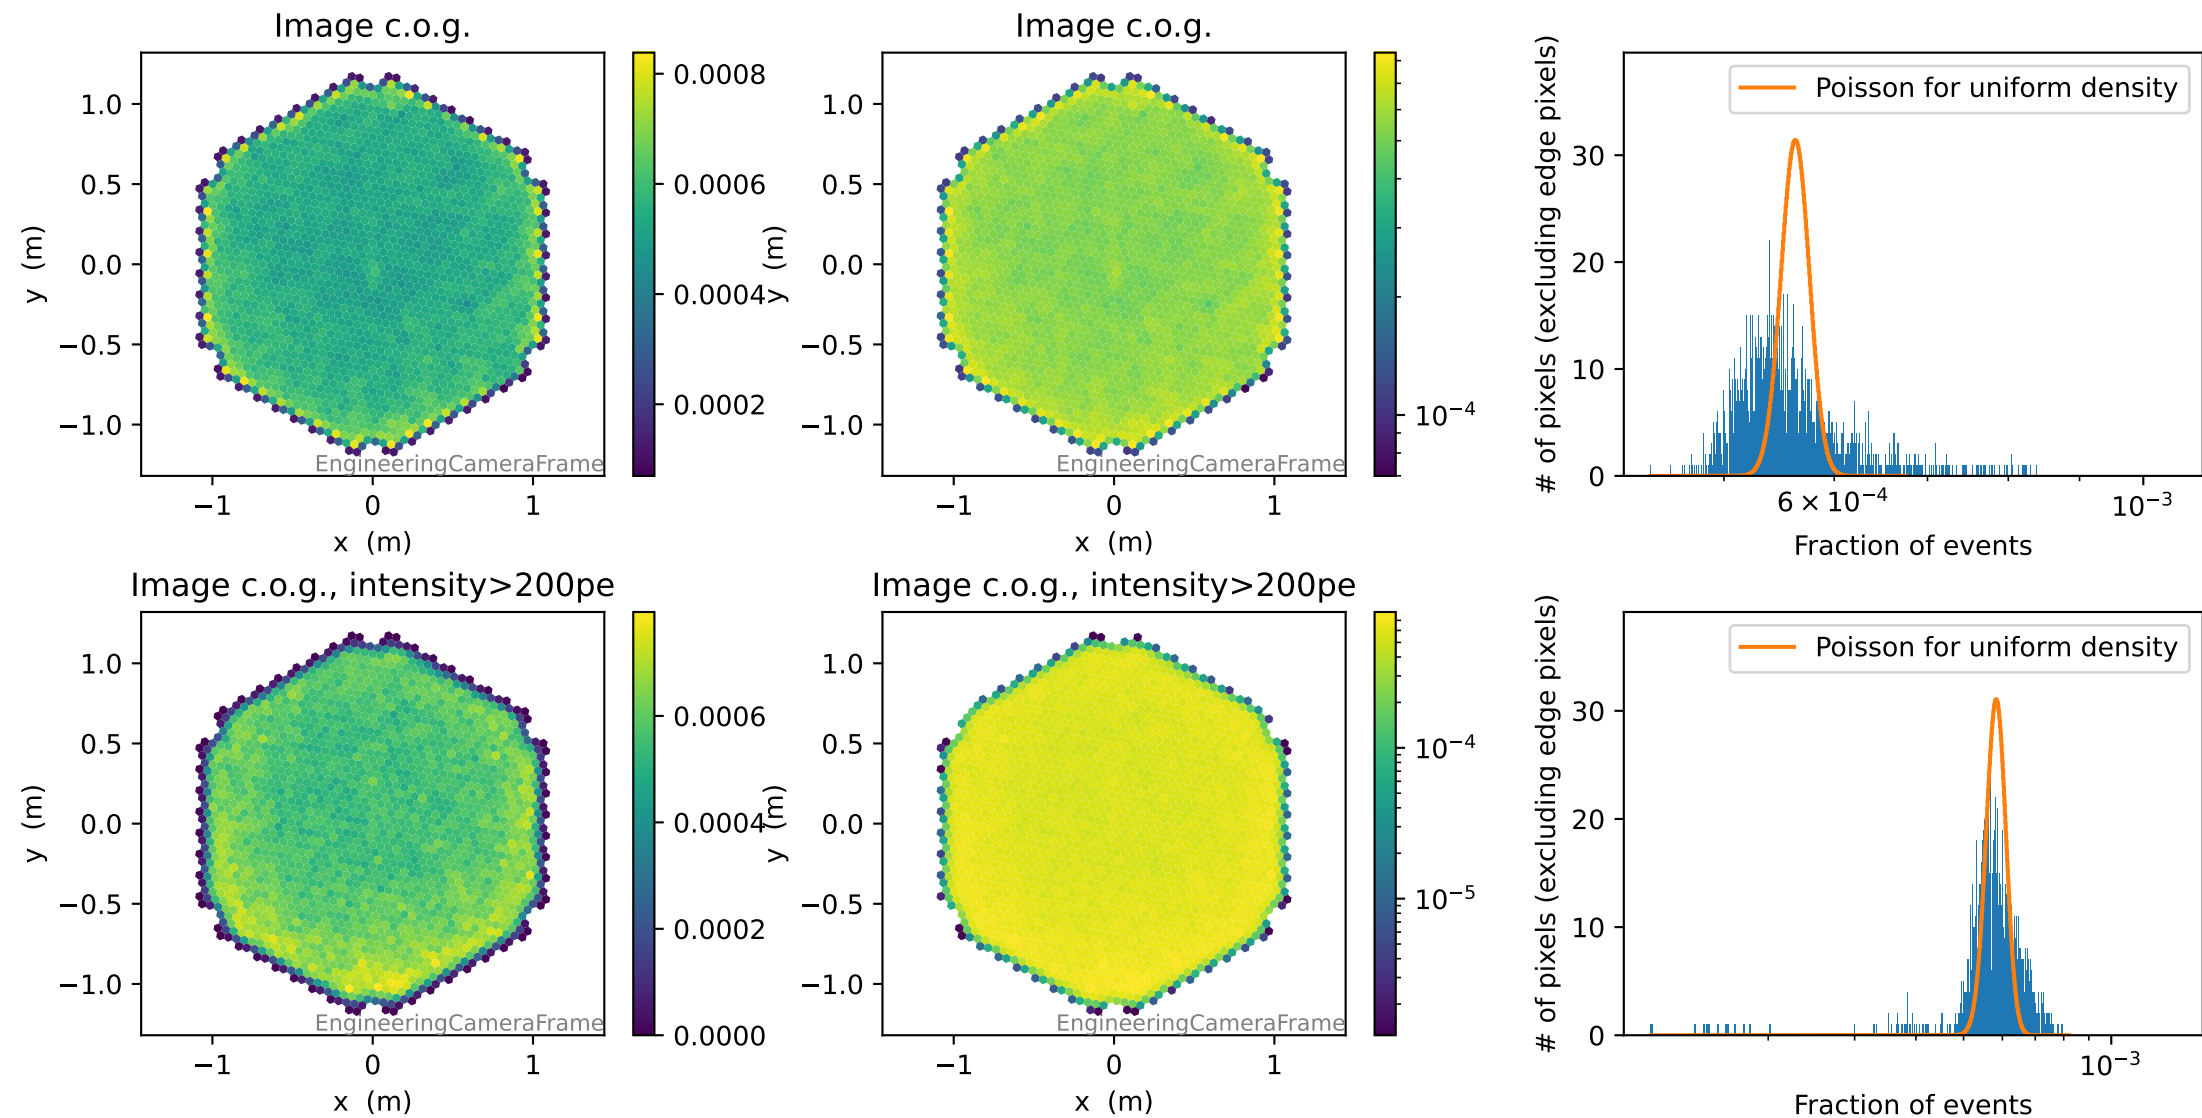 Image c.o.g.
1.0
0.5
0.0
−0.5
−1.0
y (m)
−1
0
1
x (m)
EngineeringCameraFrame
0.0008
0.0006
0.0004
0.0002
Image c.o.g.
1.0
0.5
0.0
−0.5
−1.0
y (m)
−1
0
1
x (m)
EngineeringCameraFrame
10⁻⁴
# of pixels (excluding edge pixels)
30
20
10
0
Poisson for uniform density
6 × 10⁻⁴
10⁻³
Fraction of events
Image c.o.g., intensity>200pe
1.0
0.5
0.0
−0.5
−1.0
y (m)
−1
0
1
x (m)
EngineeringCameraFrame
0.0006
0.0004
0.0002
0.0000
Image c.o.g., intensity>200pe
1.0
0.5
0.0
−0.5
−1.0
y (m)
−1
0
1
x (m)
EngineeringCameraFrame
10⁻⁴
10⁻⁵
# of pixels (excluding edge pixels)
30
20
10
0
Poisson for uniform density
10⁻³
Fraction of events